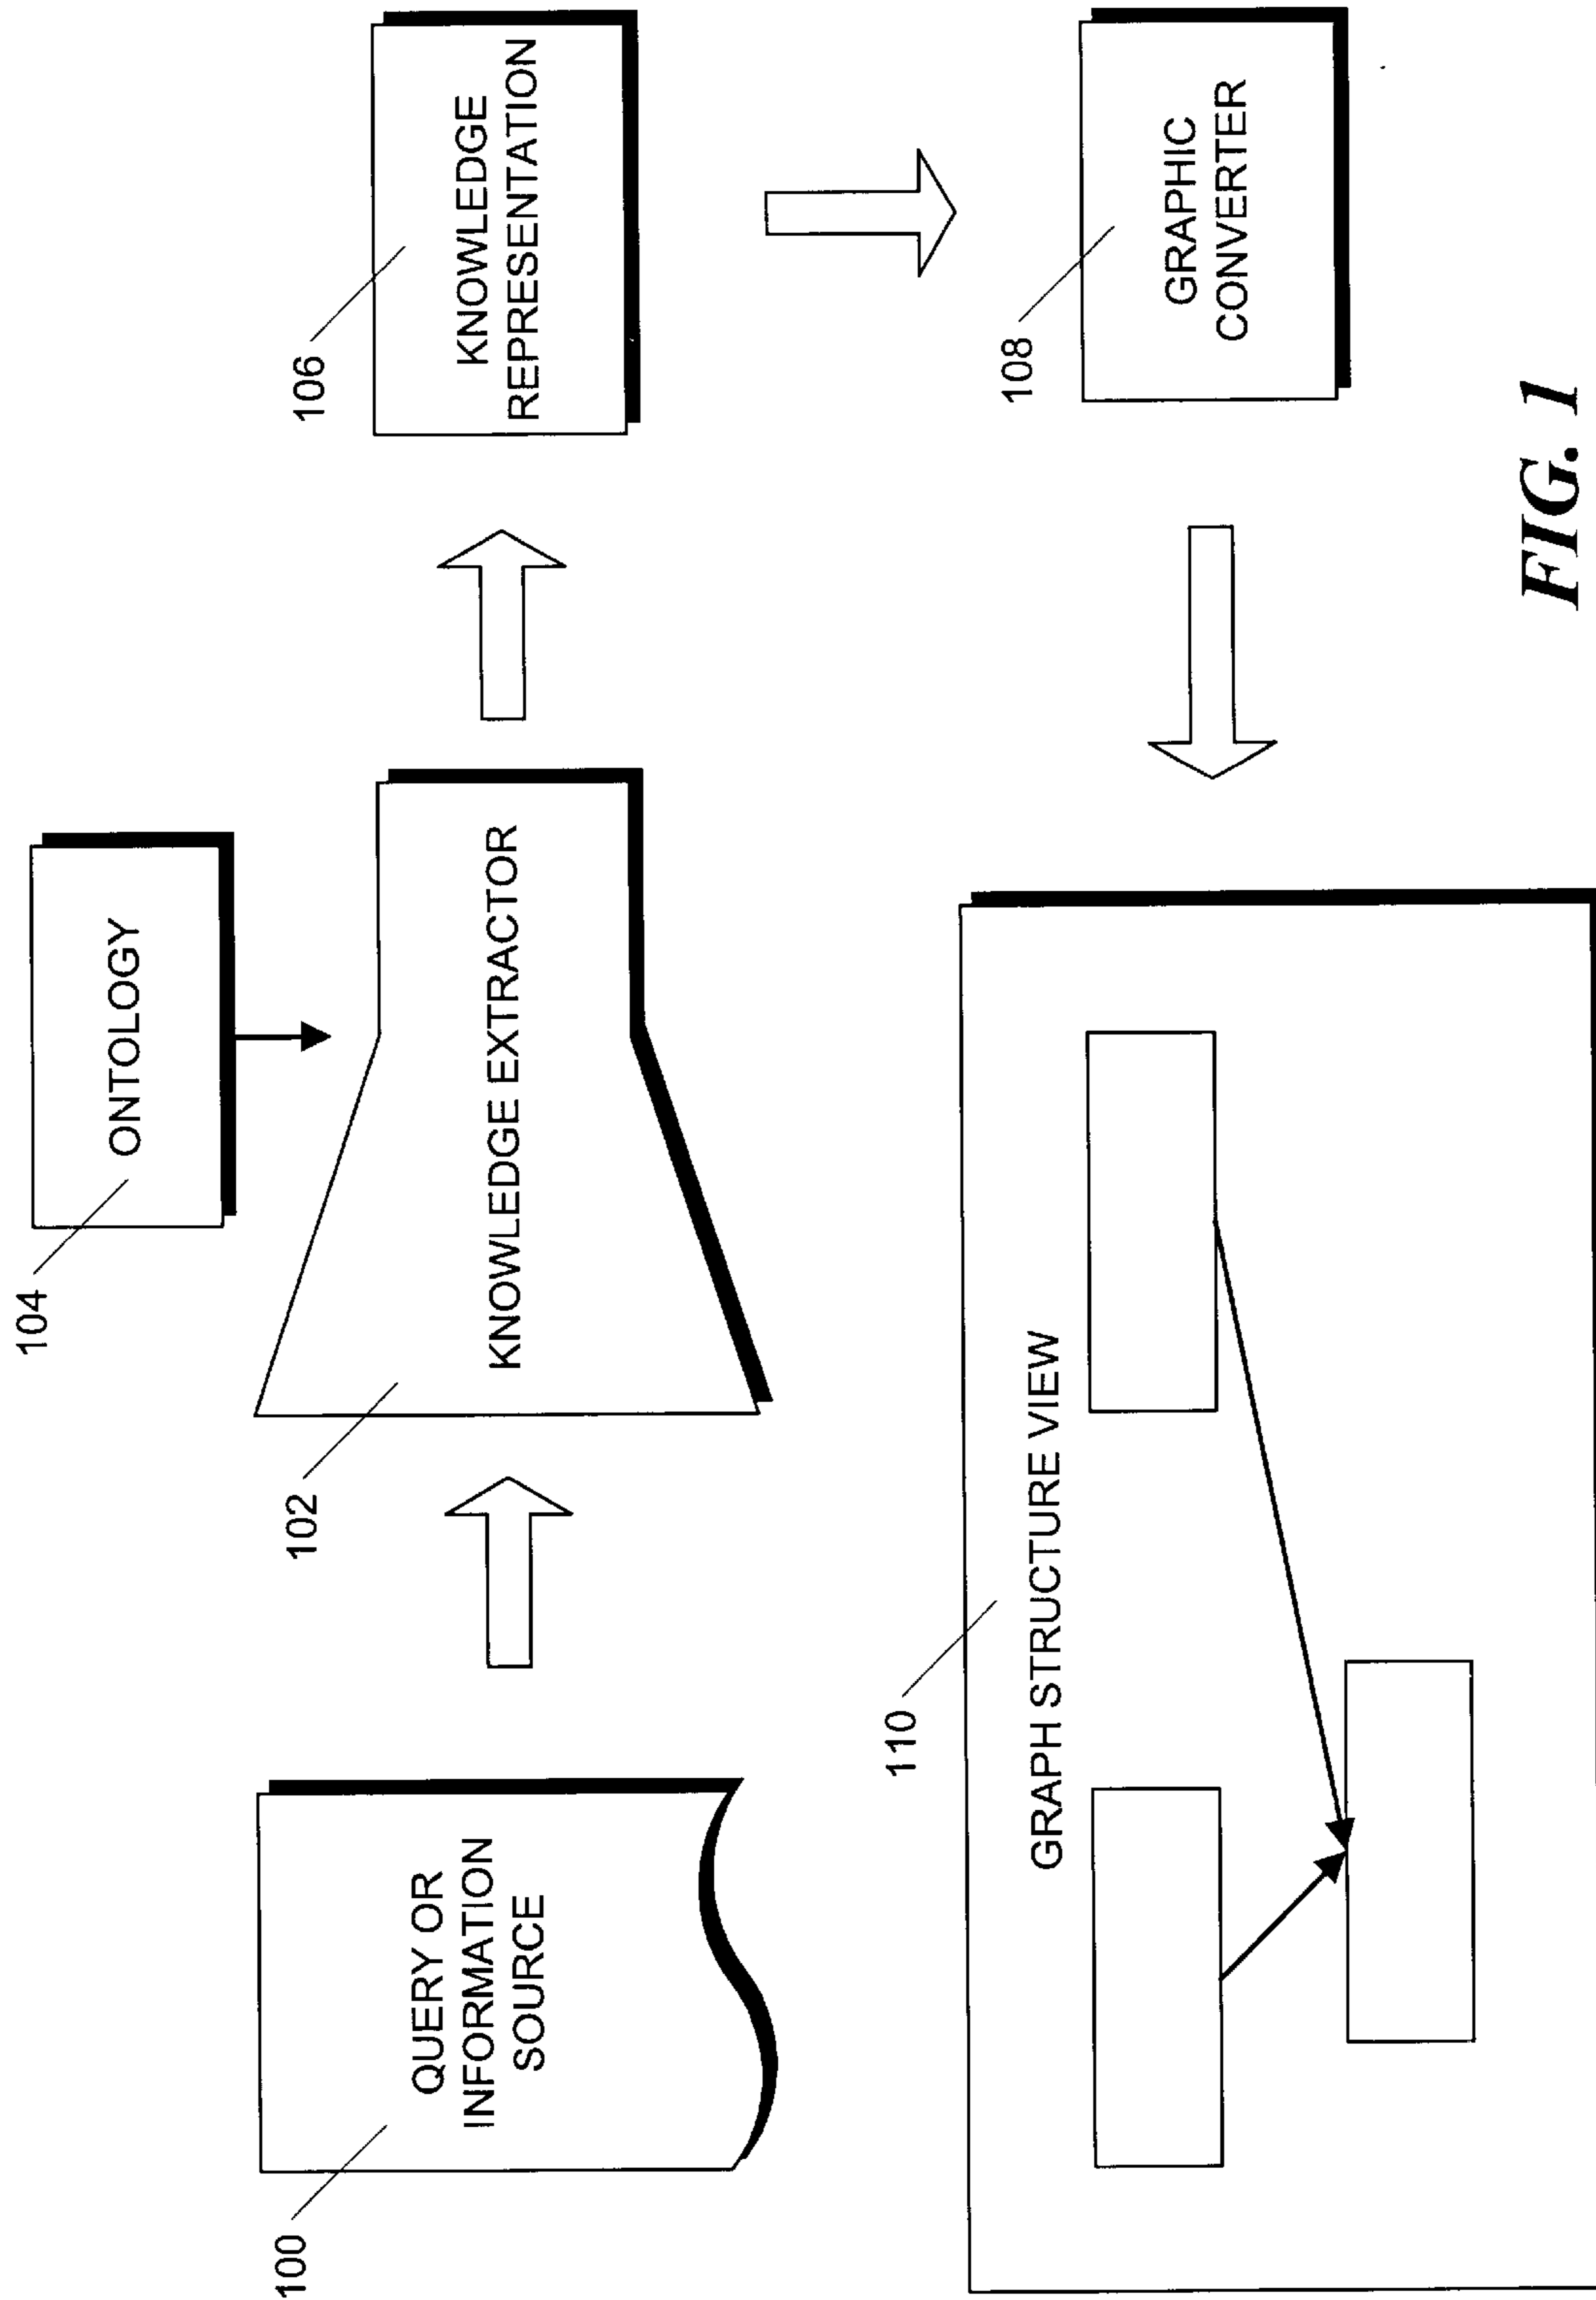 104
ONTOLOGY
100
QUERY OR
INFORMATION
SOURCE
102
KNOWLEDGE EXTRACTOR
106
KNOWLEDGE
REPRESENTATION
110
GRAPH STRUCTURE VIEW
108
GRAPHIC
CONVERTER
FIG. 1